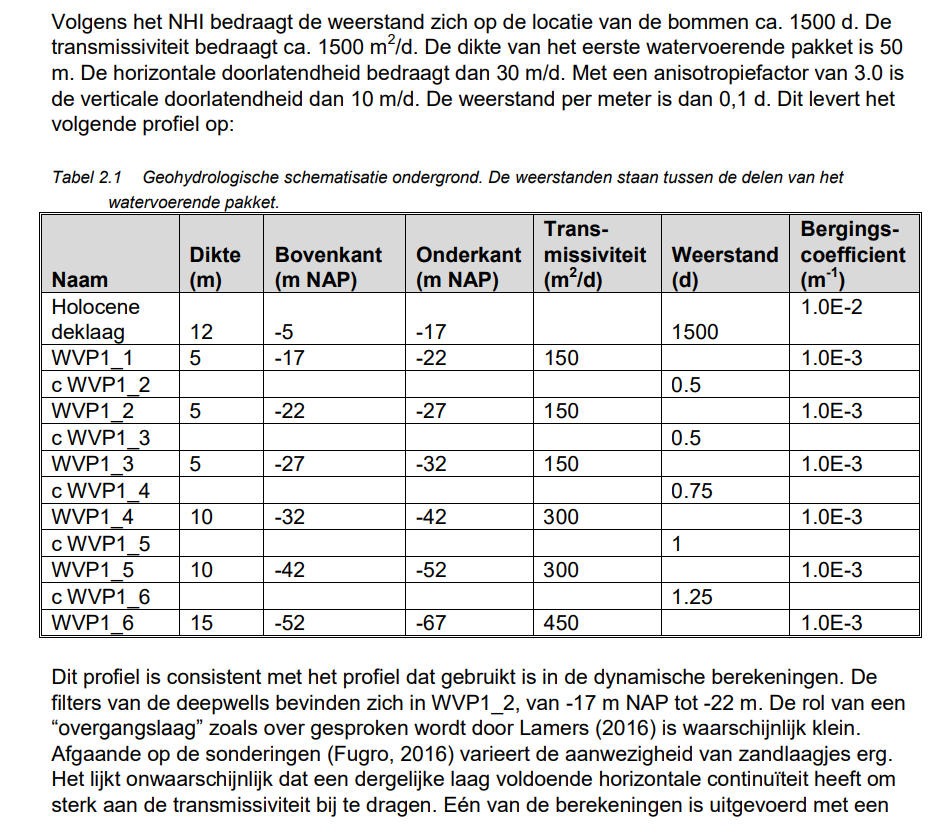 Volgens het NHI bedraagt de weerstand zich op de locatie van de bommen ca. 1500 d. De
transmissiviteit bedraagt ca. 1500 m²/d. De dikte van het eerste watervoerende pakket is 50
m. De horizontale doorlatendheid bedraagt dan 30 m/d. Met een anisotropiefactor van 3.0 is
de verticale doorlatendheid dan 10 m/d. De weerstand per meter is dan 0,1 d. Dit levert het
volgende profiel op:
Tabel 2.1 Geohydrologische schematisatie ondergrond. De weerstanden staan tussen de delen van het
watervoerende pakket.
Naam Dikte (m) Bovenkant (m NAP) Onderkant (m NAP) Trans-missiviteit (m²/d) Weerstand (d) Bergings-coefficient (m⁻¹)
Holocene deklaag 12 -5 -17 1500 1.0E-2
WVP1_1 5 -17 -22 150 1.0E-3
c WVP1_2 0.5
WVP1_2 5 -22 -27 150 1.0E-3
c WVP1_3 0.5
WVP1_3 5 -27 -32 150 1.0E-3
c WVP1_4 0.75
WVP1_4 10 -32 -42 300 1.0E-3
c WVP1_5 1
WVP1_5 10 -42 -52 300 1.0E-3
c WVP1_6 1.25
WVP1_6 15 -52 -67 450 1.0E-3
Dit profiel is consistent met het profiel dat gebruikt is in de dynamische berekeningen. De
filters van de deepwells bevinden zich in WVP1_2, van -17 m NAP tot -22 m. De rol van een
“overgangslaag” zoals over gesproken wordt door Lamers (2016) is waarschijnlijk klein.
Afgaande op de sonderingen (Fugro, 2016) varieert de aanwezigheid van zandlaagjes erg.
Het lijkt onwaarschijnlijk dat een dergelijke laag voldoende horizontale continuïteit heeft om
sterk aan de transmissiviteit bij te dragen. Eén van de berekeningen is uitgevoerd met een